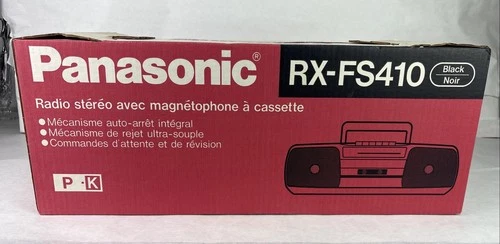 Panasonic®
RX-FS410
Black
Noir
Radio stéréo avec magnétophone à cassette
●Mécanisme auto-arrêt intégral
●Mécanisme de rejet ultra-souple
●Commandes d'attente et de révision
P·K